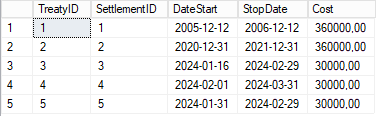 TreatyID SettlementID DateStart StopDate Cost
1 1 1 2005-12-12 2006-12-12 360000,00
2 2 2 2020-12-31 2021-12-31 360000,00
3 3 3 2024-01-16 2024-02-29 30000,00
4 4 4 2024-02-01 2024-03-31 30000,00
5 5 5 2024-01-31 2024-02-29 30000,00